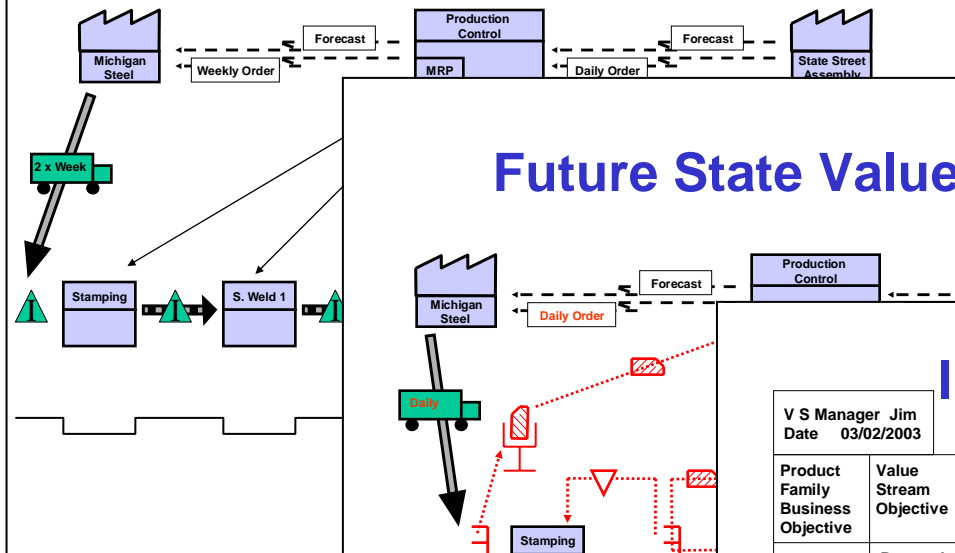 Production
Control
Forecast
Forecast
Michigan
Steel
Weekly Order
MRP
Daily Order
State Street
Assembly
2 x Week
I
Stamping
I
S. Weld 1
I
Future State Value
Production
Control
Forecast
Michigan
Steel
Daily Order
Daily
Stamping
V S Manager Jim
Date 03/02/2003
Product
Family
Business
Objective
Value
Stream
Objective